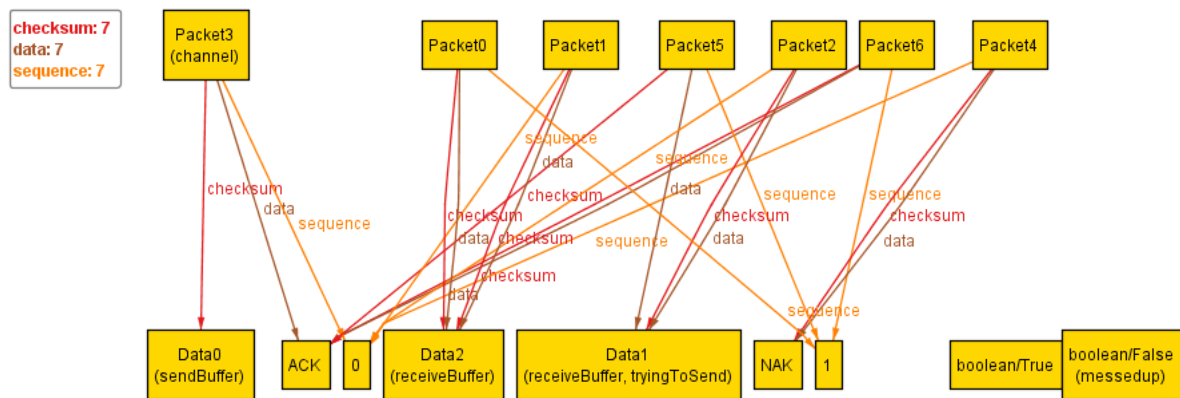 checksum: 7
data: 7
sequence: 7
Packet3
(channel)
Packet0
Packet1
Packet5
Packet2
Packet6
Packet4
sequence
data
sequence
data
sequence
sequence
checksum
data
sequence
checksum
checksum
data
checksum
sequence
checksum
data
checksum
data
checksum
data
sequence
Data0
(sendBuffer)
ACK
0
Data2
(receiveBuffer)
Data1
(receiveBuffer, tryingToSend)
NAK
1
boolean/True
boolean/False
(messedup)